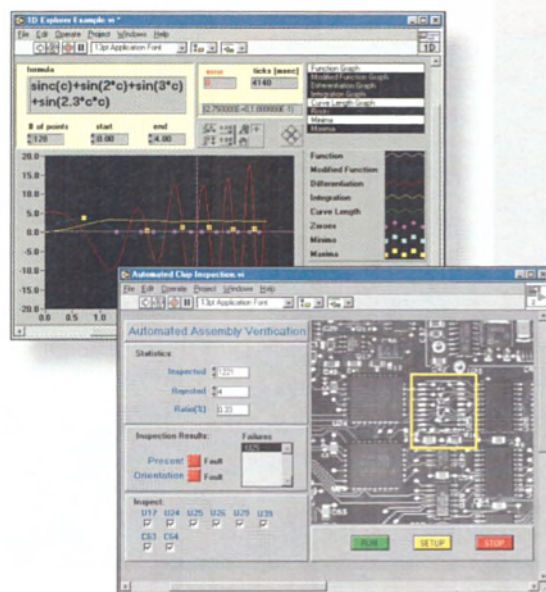 1D Explorer Example.vi *
File Edit Operate Project Windows Help
13pt Application Font
1D
formula
sinc(c)+sin(2*c)+sin(3*c)
+sin(2.3*c*c)
# of points
start
end
128
0.00
4.00
error
ticks [msec]
0
4140
Function Graph
Modified Function Graph
Differentiation Graph
Integration Graph
Curve Length Graph
Roots
Minima
Maxima
20.0
15.0
10.0
5.0
0.0
-5.0
-10.0
-15.0
-20.0
0.0
0.5
1.0
Function
Modified Function
Differentiation
Integration
Curve Length
Zeroes
Minima
Maxima
Automated Chip Inspection.vi
File Edit Operate Project Windows Help
13pt Application Font
Automated Assembly Verification
Statistics:
Inspected 1221
Rejected 4
Ratio(%) 0.33
Inspection Results:
Failures
Present Fault
Orientation Fault
Inspect:
U17 U24 U25 U26 U29 U39
C63 C64
RUN
SETUP
STOP